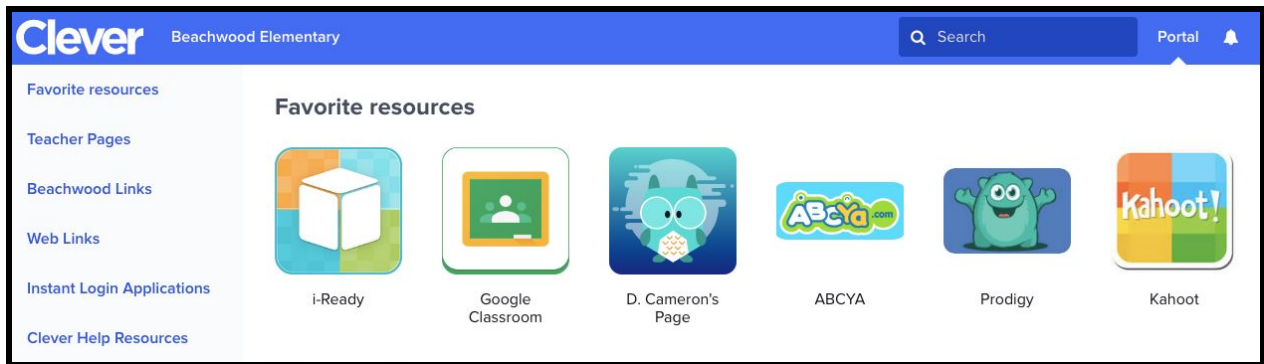 Clever Beachwood Elementary Search Portal
Favorite resources
Teacher Pages
Beachwood Links
Web Links
Instant Login Applications
Clever Help Resources
Favorite resources
ABCYa.com
Kahoot!
i-Ready
Google
Classroom
D. Cameron's
Page
ABCYA
Prodigy
Kahoot